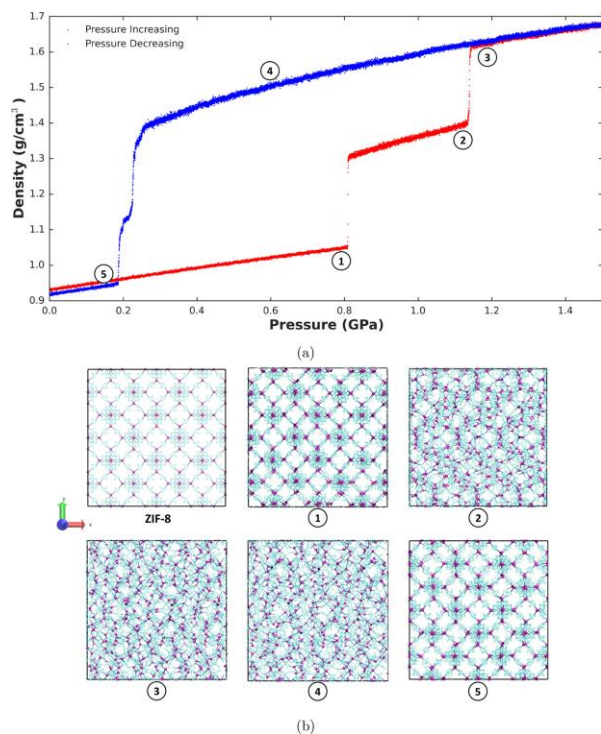 (a)
1.7
1.6
1.5
1.4
1.3
1.2
1.1
1.0
0.9
Density (g/cm³)
Pressure Increasing
Pressure Decreasing
4
3
2
1
5
0.0 0.2 0.4 0.6 0.8 1.0 1.2 1.4
Pressure (GPa)
(a)
y
x
ZIF-8 1 2
3 4 5
(b)